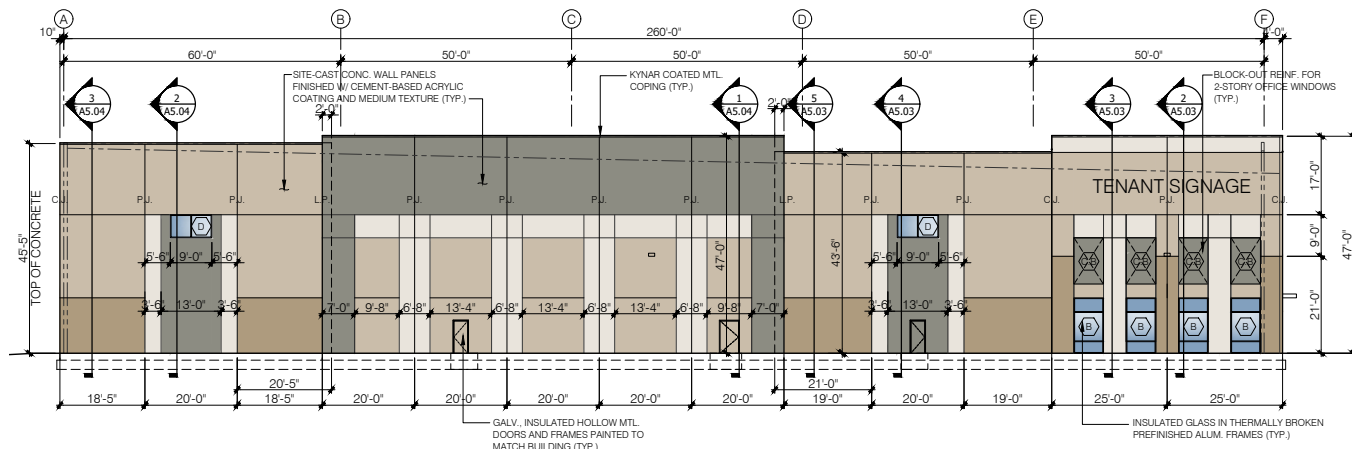 A B C D E F
10" 260'-0" 4'-0"
60'-0" 50'-0" 50'-0" 50'-0" 50'-0"
SITE-CAST CONC. WALL PANELS
FINISHED W/ CEMENT-BASED ACRYLIC
COATING AND MEDIUM TEXTURE (TYP.)
KYNAR COATED MTL.
COPING (TYP.)
BLOCK-OUT REINF. FOR
2-STORY OFFICE WINDOWS
(TYP.)
3 2 1 5 4 3 2
A5.04 A5.04 A5.04 A5.03 A5.03 A5.03 A5.03
2'-0" 2'-0"
TENANT SIGNAGE
C.J. P.J. P.J. L.P. P.J. P.J. P.J. P.J. L.P. P.J. P.J. C.J. P.J. C.J.
D D
45'-5"
TOP OF CONCRETE
47'-0"
43'-6"
17'-0"
9'-0"
21'-0"
47'-0"
5'-6" 9'-0" 5'-6" 5'-6" 9'-0" 5'-6"
C-B C-B C-B C-B
3'-6" 13'-0" 3'-6" 7'-0" 9'-8" 6'-8" 13'-4" 6'-8" 13'-4" 6'-8" 13'-4" 6'-8" 9'-8" 7'-0" 3'-6" 13'-0" 3'-6"
B B B B
20'-5" 21'-0"
18'-5" 20'-0" 18'-5" 20'-0" 20'-0" 20'-0" 20'-0" 20'-0" 19'-0" 20'-0" 19'-0" 25'-0" 25'-0"
GALV., INSULATED HOLLOW MTL.
DOORS AND FRAMES PAINTED TO
MATCH BUILDING (TYP.)
INSULATED GLASS IN THERMALLY BROKEN
PREFINISHED ALUM. FRAMES (TYP.)